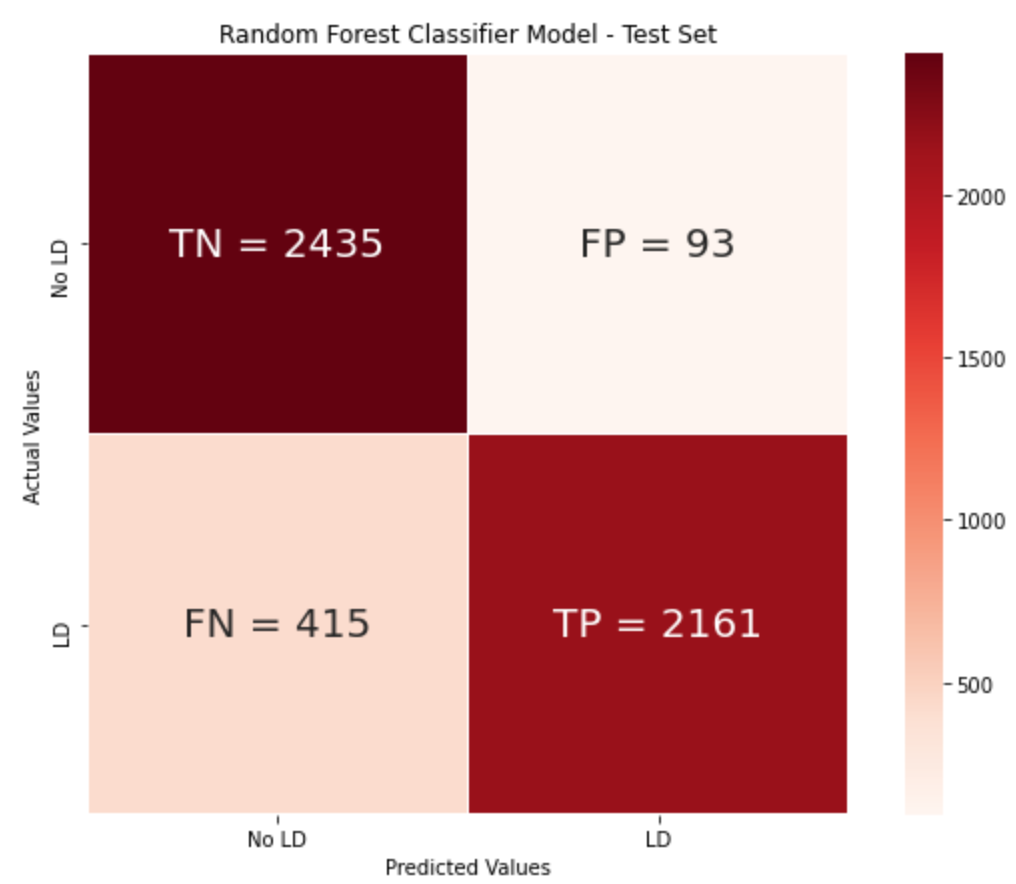 Random Forest Classifier Model - Test Set
TN = 2435
FP = 93
FN = 415
TP = 2161
Actual Values
No LD
LD
No LD
LD
Predicted Values
2000
1500
1000
500